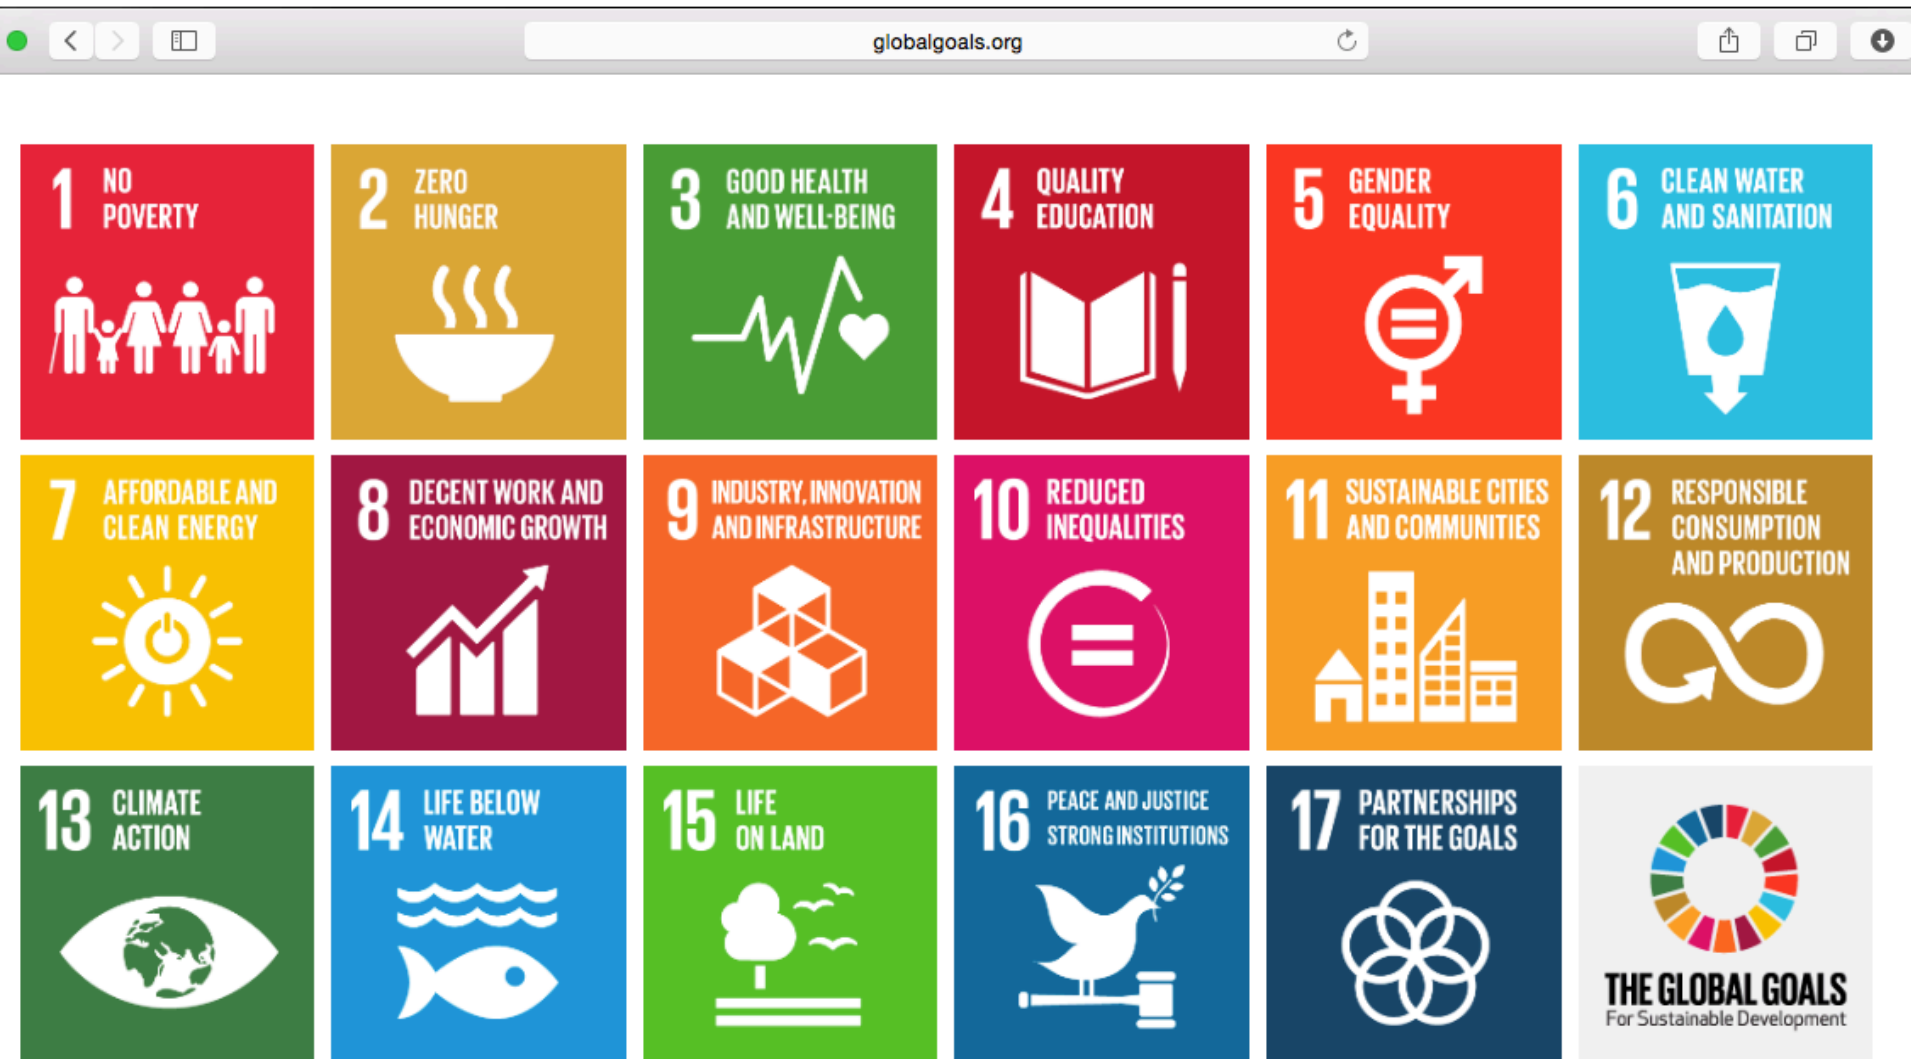 globalgoals.org
1 NO
POVERTY
2 ZERO
HUNGER
3 GOOD HEALTH
AND WELL-BEING
4 QUALITY
EDUCATION
5 GENDER
EQUALITY
6 CLEAN WATER
AND SANITATION
7 AFFORDABLE AND
CLEAN ENERGY
8 DECENT WORK AND
ECONOMIC GROWTH
9 INDUSTRY, INNOVATION
AND INFRASTRUCTURE
10 REDUCED
INEQUALITIES
11 SUSTAINABLE CITIES
AND COMMUNITIES
12 RESPONSIBLE
CONSUMPTION
AND PRODUCTION
13 CLIMATE
ACTION
14 LIFE BELOW
WATER
15 LIFE
ON LAND
16 PEACE AND JUSTICE
STRONG INSTITUTIONS
17 PARTNERSHIPS
FOR THE GOALS
THE GLOBAL GOALS
For Sustainable Development